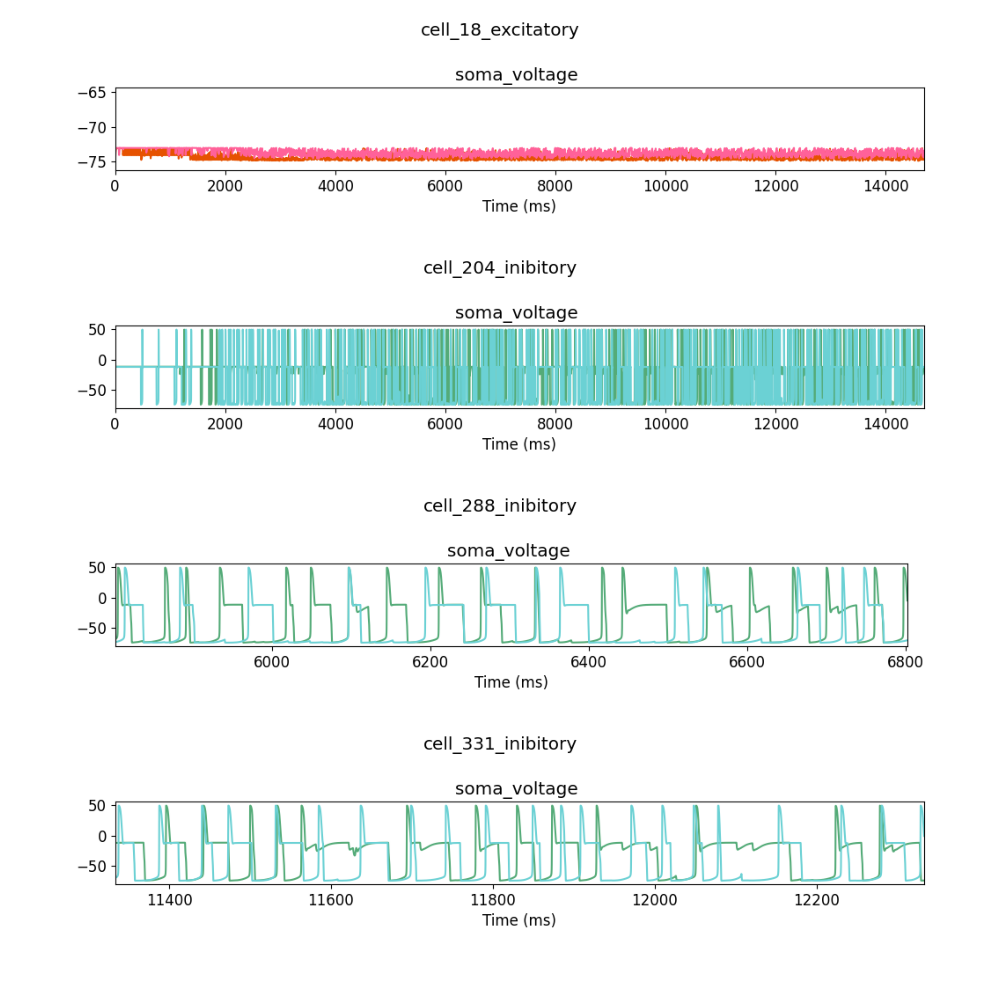 cell_18_excitatory
soma_voltage
−65
−70
−75
0 2000 4000 6000 8000 10000 12000 14000
Time (ms)
cell_204_inibitory
soma_voltage
50
0
−50
0 2000 4000 6000 8000 10000 12000 14000
Time (ms)
cell_288_inibitory
soma_voltage
50
0
−50
6000 6200 6400 6600 6800
Time (ms)
cell_331_inibitory
soma_voltage
50
0
−50
11400 11600 11800 12000 12200
Time (ms)